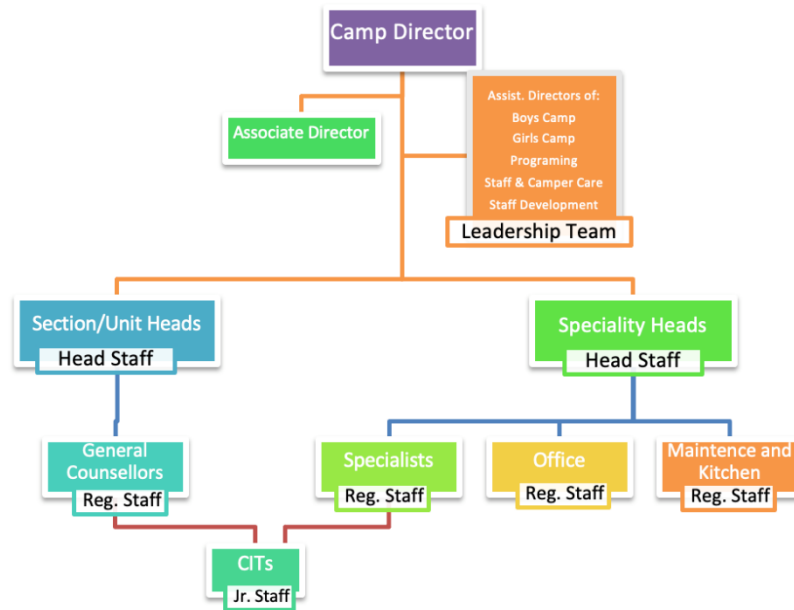 Camp Director
Associate Director
Assist. Directors of:
Boys Camp
Girls Camp
Programing
Staff & Camper Care
Staff Development
Leadership Team
Section/Unit Heads
Head Staff
Speciality Heads
Head Staff
General
Counsellors
Reg. Staff
Specialists
Reg. Staff
Office
Reg. Staff
Maintence and
Kitchen
Reg. Staff
CITs
Jr. Staff